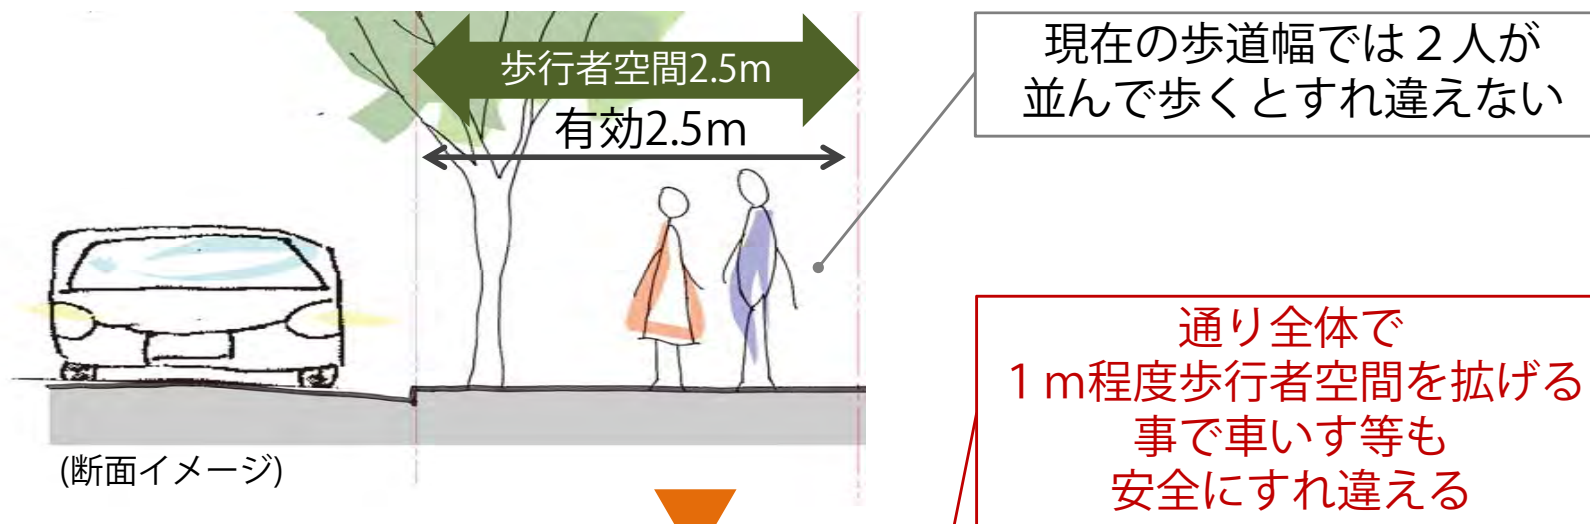 歩行者空間2.5m
有効2.5m
(断面イメージ)
現在の歩道幅では２人が
並んで歩くとすれ違えない
通り全体で
１ｍ程度歩行者空間を拡げる
事で車いす等も
安全にすれ違える